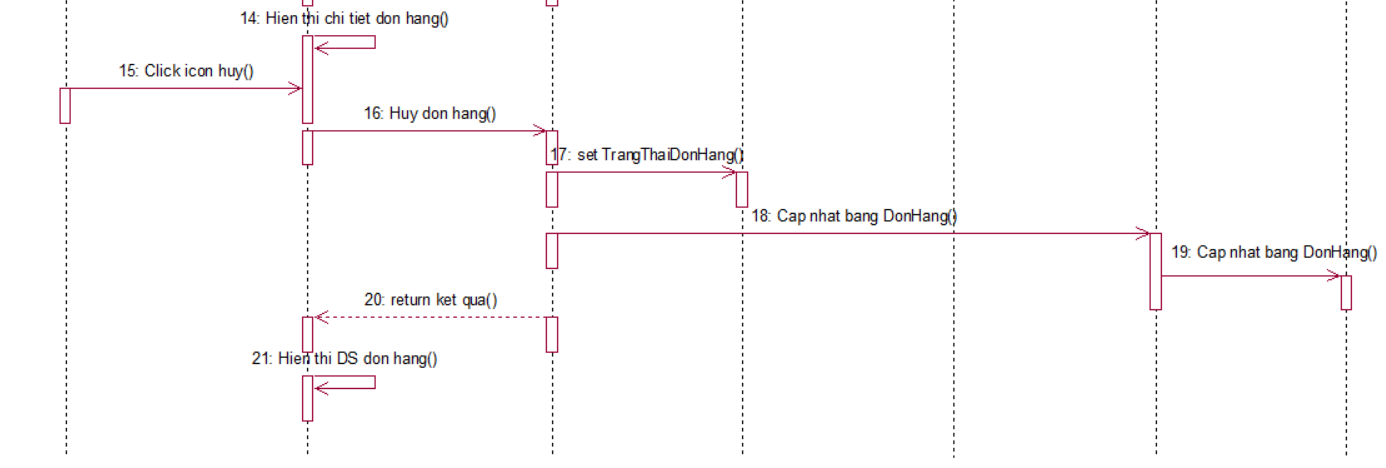 14: Hien thi chi tiet don hang()
15: Click icon huy()
16: Huy don hang()
17: set TrangThaiDonHang()
18: Cap nhat bang DonHang()
19: Cap nhat bang DonHang()
20: return ket qua()
21: Hien thi DS don hang()